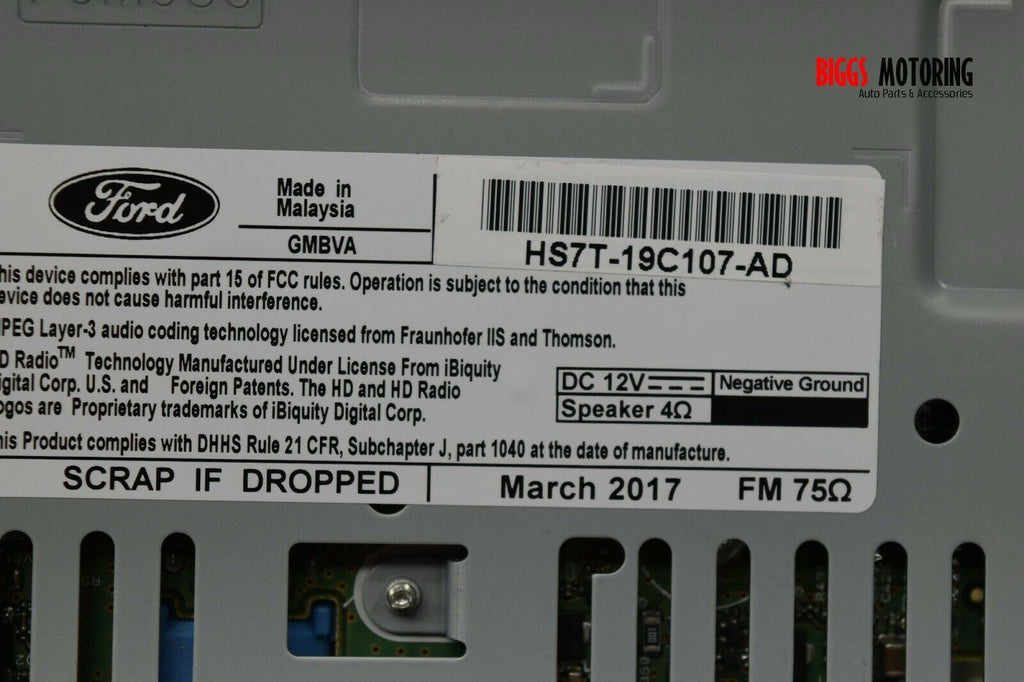 BIGGS MOTORING
Auto Parts & Accessories
Ford
Made in
Malaysia
GMBVA
HS7T-19C107-AD
his device complies with part 15 of FCC rules. Operation is subject to the condition that this
evice does not cause harmful interference.
PEG Layer-3 audio coding technology licensed from Fraunhofer IIS and Thomson.
D Radio™ Technology Manufactured Under License From iBiquity
igital Corp. U.S. and Foreign Patents. The HD and HD Radio
ogos are Proprietary trademarks of iBiquity Digital Corp.
DC 12V Negative Ground
Speaker 4Ω
is Product complies with DHHS Rule 21 CFR, Subchapter J, part 1040 at the date of manufacture.
SCRAP IF DROPPED
March 2017 FM 75Ω